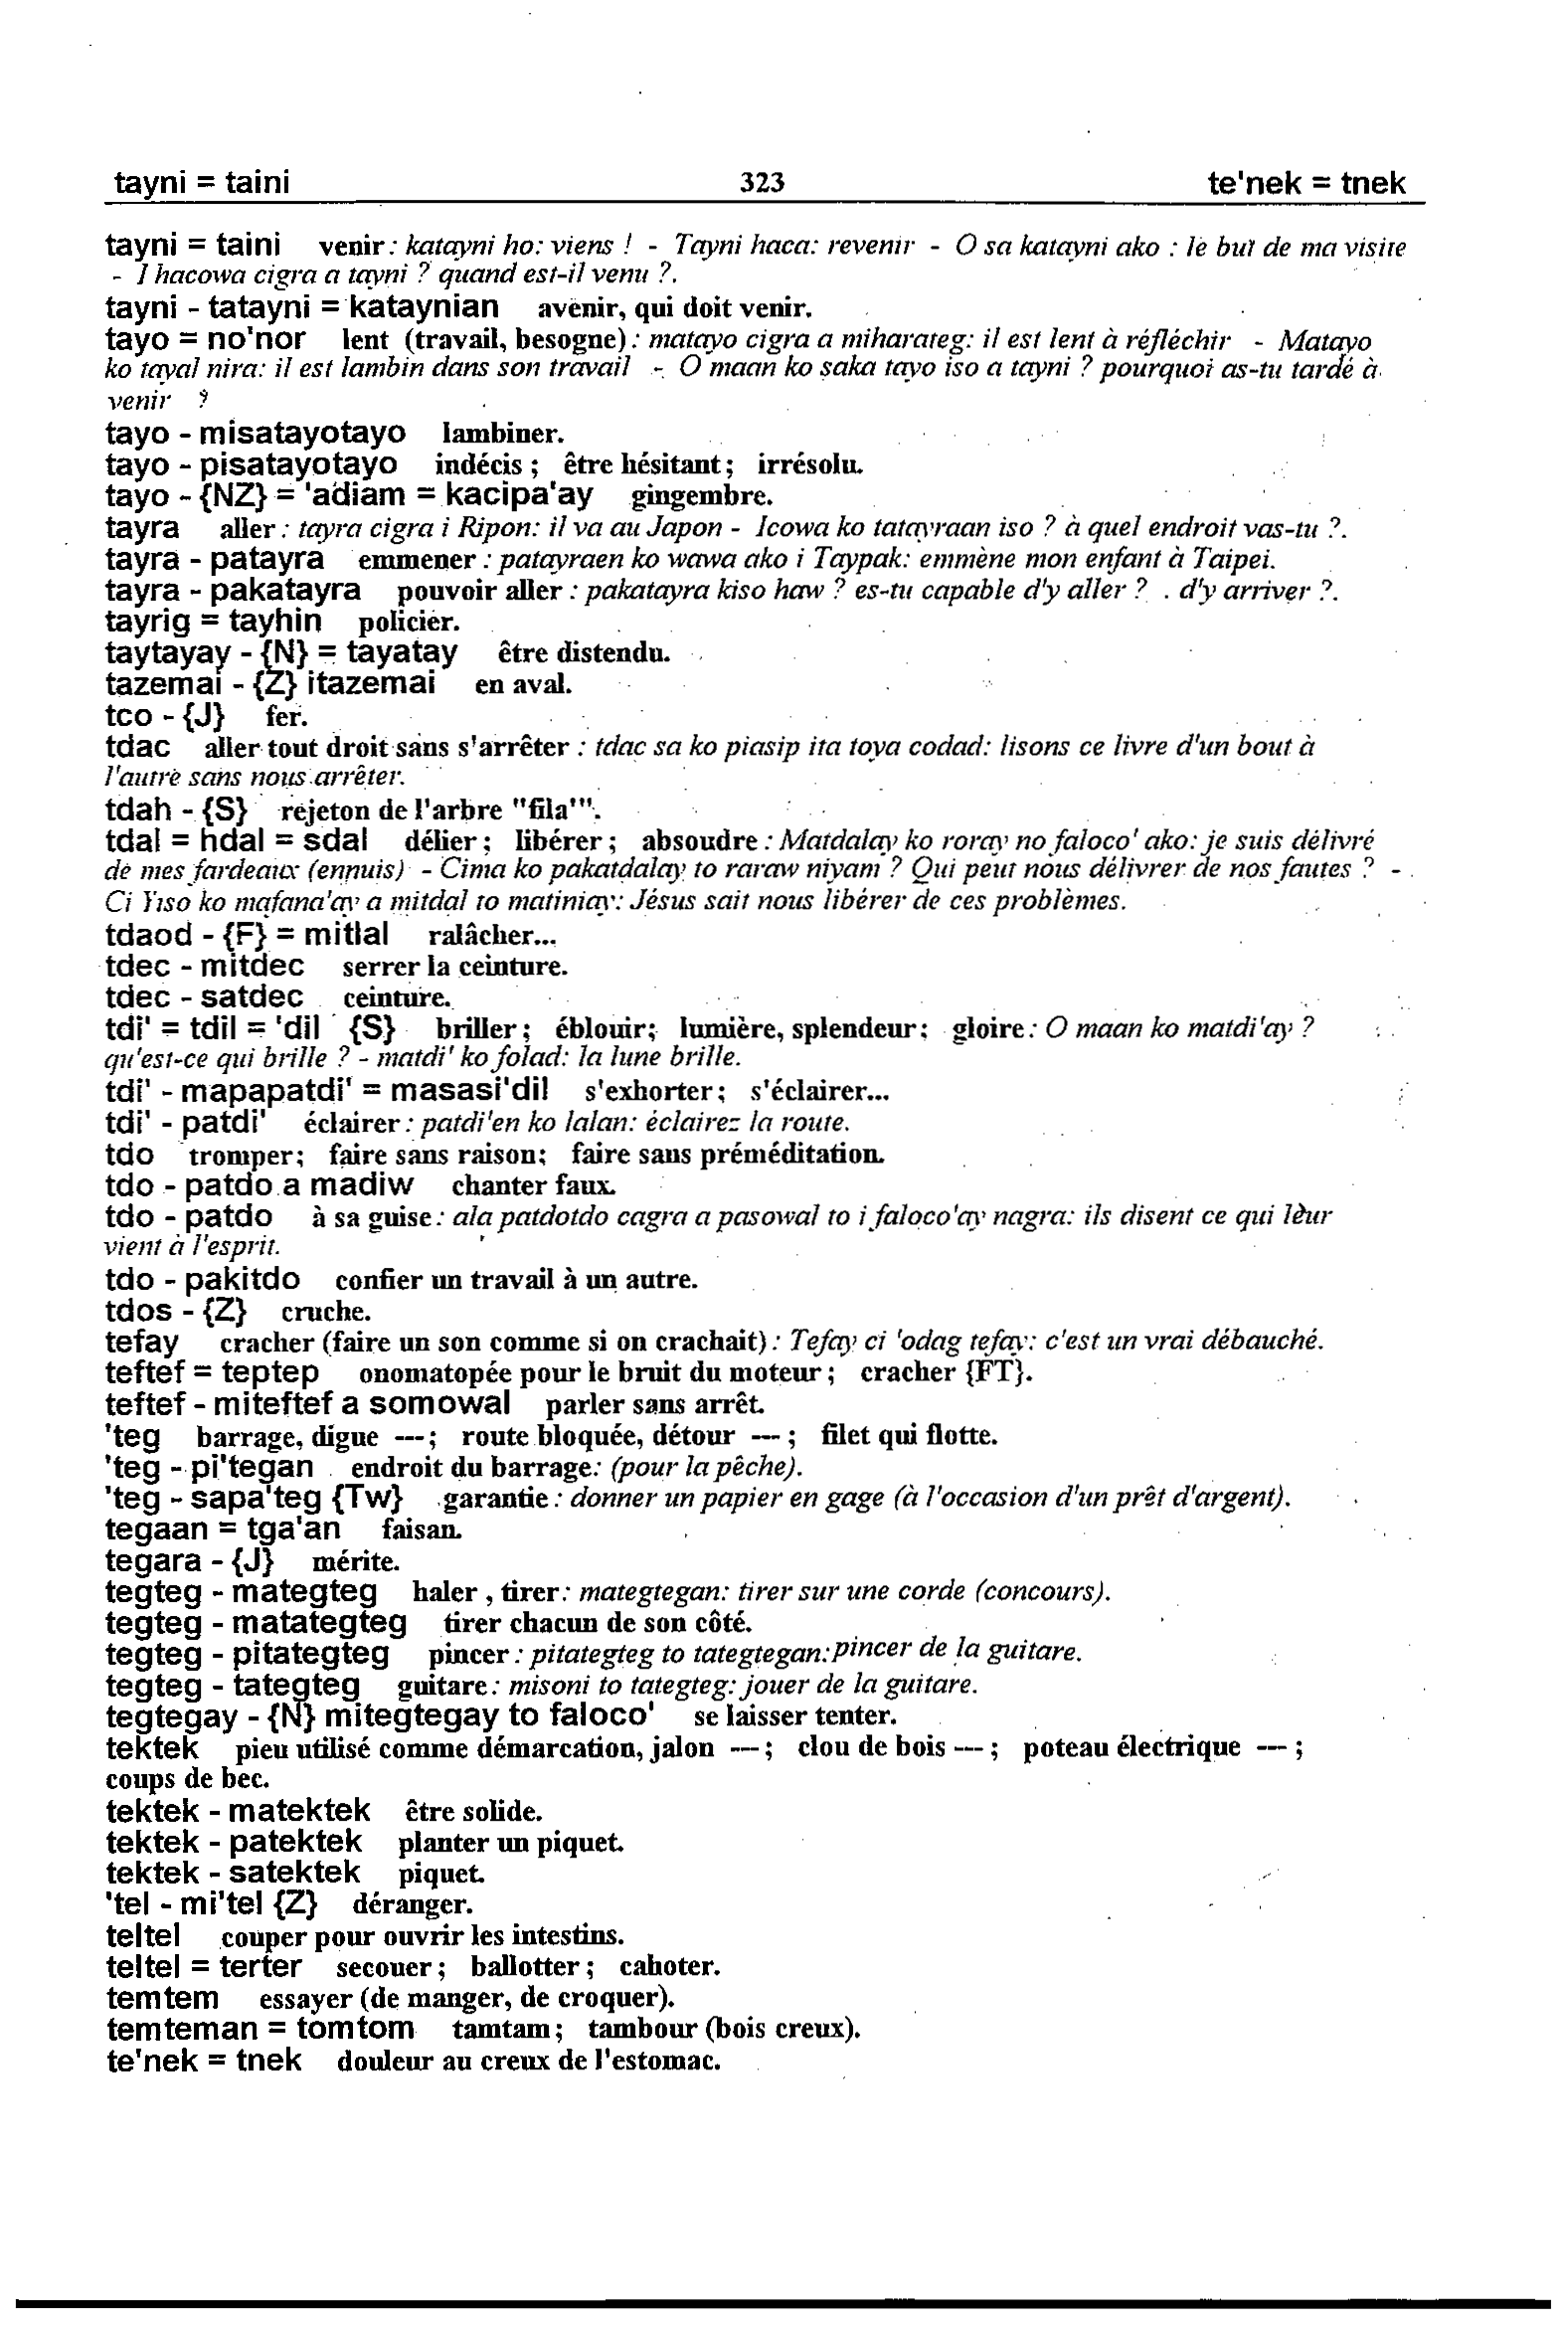 tayni = taini 323 te'nek = tnek
tayni = taini venir : katayni ho: viens ! - Tayni haca: revenir - O sa katayni ako : le but de ma visite
- I hacowa cigra a tayni ? quand est-il venu ?.
tayni - tatayni = kataynian avenir, qui doit venir.
tayo = no'nor lent (travail, besogne) : matayo cigra a miharateg: il est lent à réfléchir - Matayo
ko tayal nira: il est lambin dans son travail - O maan ko saka tayo iso a tayni ? pourquoi as-tu tardé à
venir ?
tayo - misatayotayo lambiner.
tayo - pisatayotayo indécis ; être hésitant ; irrésolu.
tayo - {NZ} = 'adiam = kacipa'ay gingembre.
tayra aller : tayra cigra i Ripon: il va au Japon - Icowa ko tatayraan iso ? à quel endroit vas-tu ?.
tayra - patayra emmener : patayraen ko wawa ako i Taypak: emmène mon enfant à Taipei.
tayra - pakatayra pouvoir aller : pakatayra kiso haw ? es-tu capable d'y aller ? . d'y arriver ?.
tayrig = tayhin policier.
taytayay - {N} = tayatay être distendu.
tazemai - {Z} itazemai en aval.
tco - {J} fer.
tdac aller tout droit sans s'arrêter : tdac sa ko piasip ita toya codad: lisons ce livre d'un bout à
l'autre sans nous arrêter.
tdah - {S} rejeton de l'arbre "fila'".
tdal = hdal = sdal délier ; libérer ; absoudre : Matdalay ko roray no faloco' ako: je suis délivré
de mes fardeaux (ennuis) - Cima ko pakatdalay to raraw niyam ? Qui peut nous délivrer de nos fautes ? -
Ci Yiso ko mafana'ay a mitdal to matiniay: Jésus sait nous libérer de ces problèmes.
tdaod - {F} = mitlal ralâcher...
tdec - mitdec serrer la ceinture.
tdec - satdec ceinture.
tdi' = tdil = 'dil {S} briller ; éblouir; lumière, splendeur ; gloire : O maan ko matdi'ay ?
qu'est-ce qui brille ? - matdi' ko folad: la lune brille.
tdi' - mapapatdi' = masasi'dil s'exhorter ; s'éclairer...
tdi' - patdi' éclairer : patdi'en ko lalan: éclairez la route.
tdo tromper; faire sans raison; faire sans préméditation.
tdo - patdo a madiw chanter faux.
tdo - patdo à sa guise : ala patdotdo cagra a pasowal to i faloco'ay nagra: ils disent ce qui leur
vient à l'esprit.
tdo - pakitdo confier un travail à un autre.
tdos - {Z} cruche.
tefay cracher (faire un son comme si on crachait) : Tefay ci 'odag tefay: c'est un vrai débauché.
teftef = teptep onomatopée pour le bruit du moteur ; cracher {FT}.
teftef - miteftef a somowal parler sans arrêt.
'teg barrage, digue --- ; route bloquée, détour --- ; filet qui flotte.
'teg - pi'tegan endroit du barrage: (pour la pêche).
'teg - sapa'teg {Tw} garantie : donner un papier en gage (à l'occasion d'un prêt d'argent).
tegaan = tga'an faisan.
tegara - {J} mérite.
tegteg - mategteg haler , tirer : mategtegan: tirer sur une corde (concours).
tegteg - matategteg tirer chacun de son côté.
tegteg - pitategteg pincer : pitategteg to tategtegan: pincer de la guitare.
tegteg - tategteg guitare : misoni to tategteg: jouer de la guitare.
tegtegay - {N} mitegtegay to faloco' se laisser tenter.
tektek pieu utilisé comme démarcation, jalon --- ; clou de bois --- ; poteau électrique --- ;
coups de bec.
tektek - matektek être solide.
tektek - patektek planter un piquet.
tektek - satektek piquet.
'tel - mi'tel {Z} déranger.
teltel couper pour ouvrir les intestins.
teltel = terter secouer ; ballotter ; cahoter.
temtem essayer (de manger, de croquer).
temteman = tomtom tamtam ; tambour (bois creux).
te'nek = tnek douleur au creux de l'estomac.